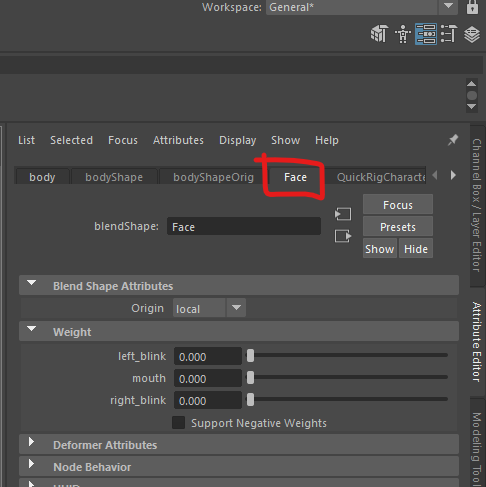 Workspace: General*
List Selected Focus Attributes Display Show Help
body bodyShape bodyShapeOrig Face QuickRigCharacte
Focus
blendShape: Face
Presets
Show Hide
Blend Shape Attributes
Origin local
Weight
left_blink 0.000
mouth 0.000
right_blink 0.000
Support Negative Weights
Deformer Attributes
Node Behavior
UUID
Channel Box / Layer Editor
Attribute Editor
Modeling Tool